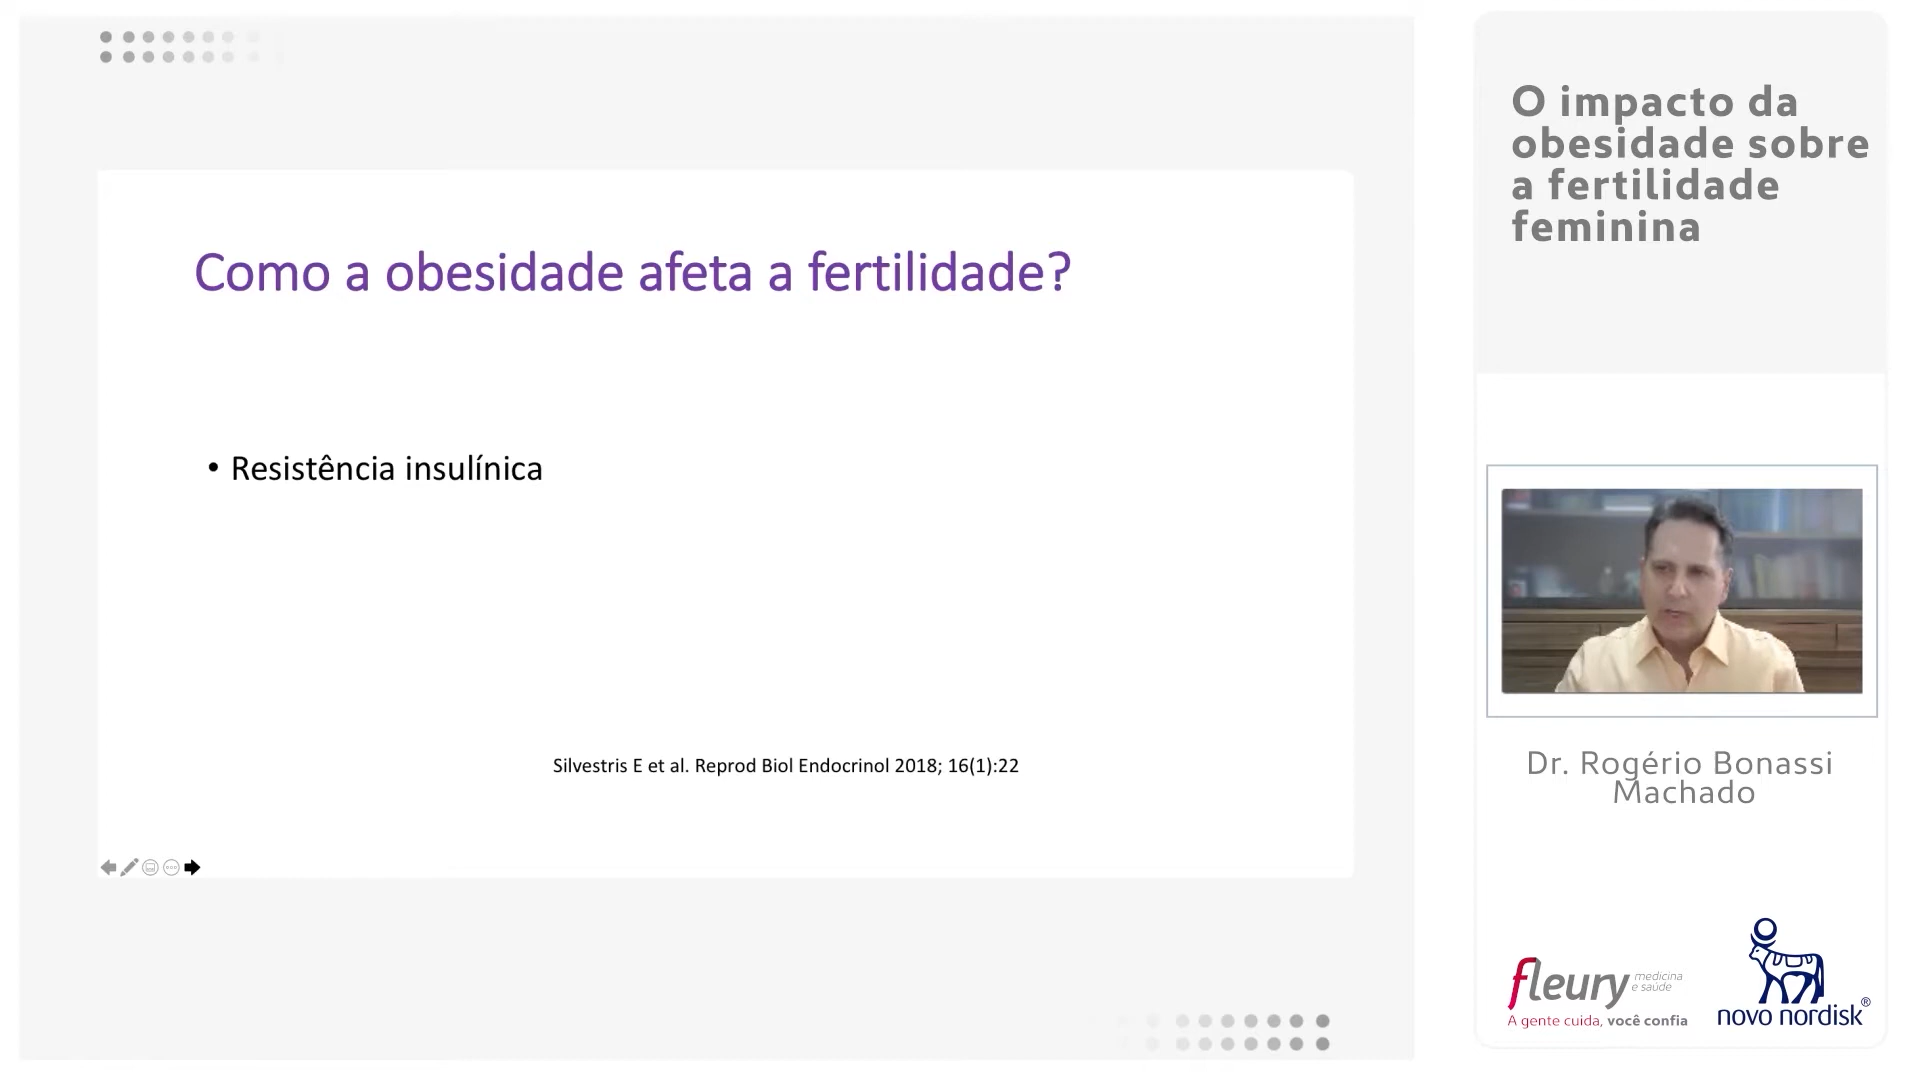 Como a obesidade afeta a fertilidade?
• Resistência insulínica
Silvestris E et al. Reprod Biol Endocrinol 2018; 16(1):22
O impacto da
obesidade sobre
a fertilidade
feminina
Dr. Rogério Bonassi
Machado
fleury medicina
e saúde
A gente cuida, você confia
novo nordisk®